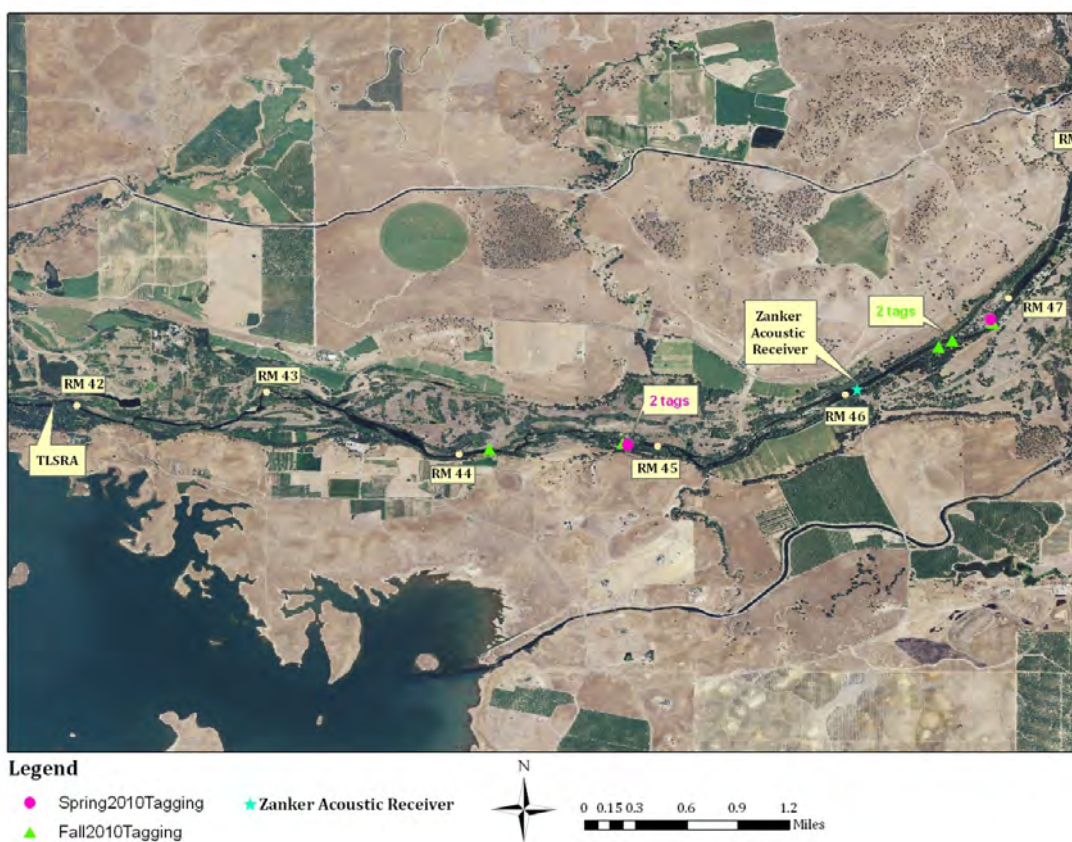 RM
2 tags
RM 47
Zanker
Acoustic
Receiver
RM 46
RM 42
RM 43
2 tags
TLSRA
RM 44
RM 45
Legend
Spring2010Tagging
Zanker Acoustic Receiver
Fall2010Tagging
N
0 0.15 0.3 0.6 0.9 1.2
Miles